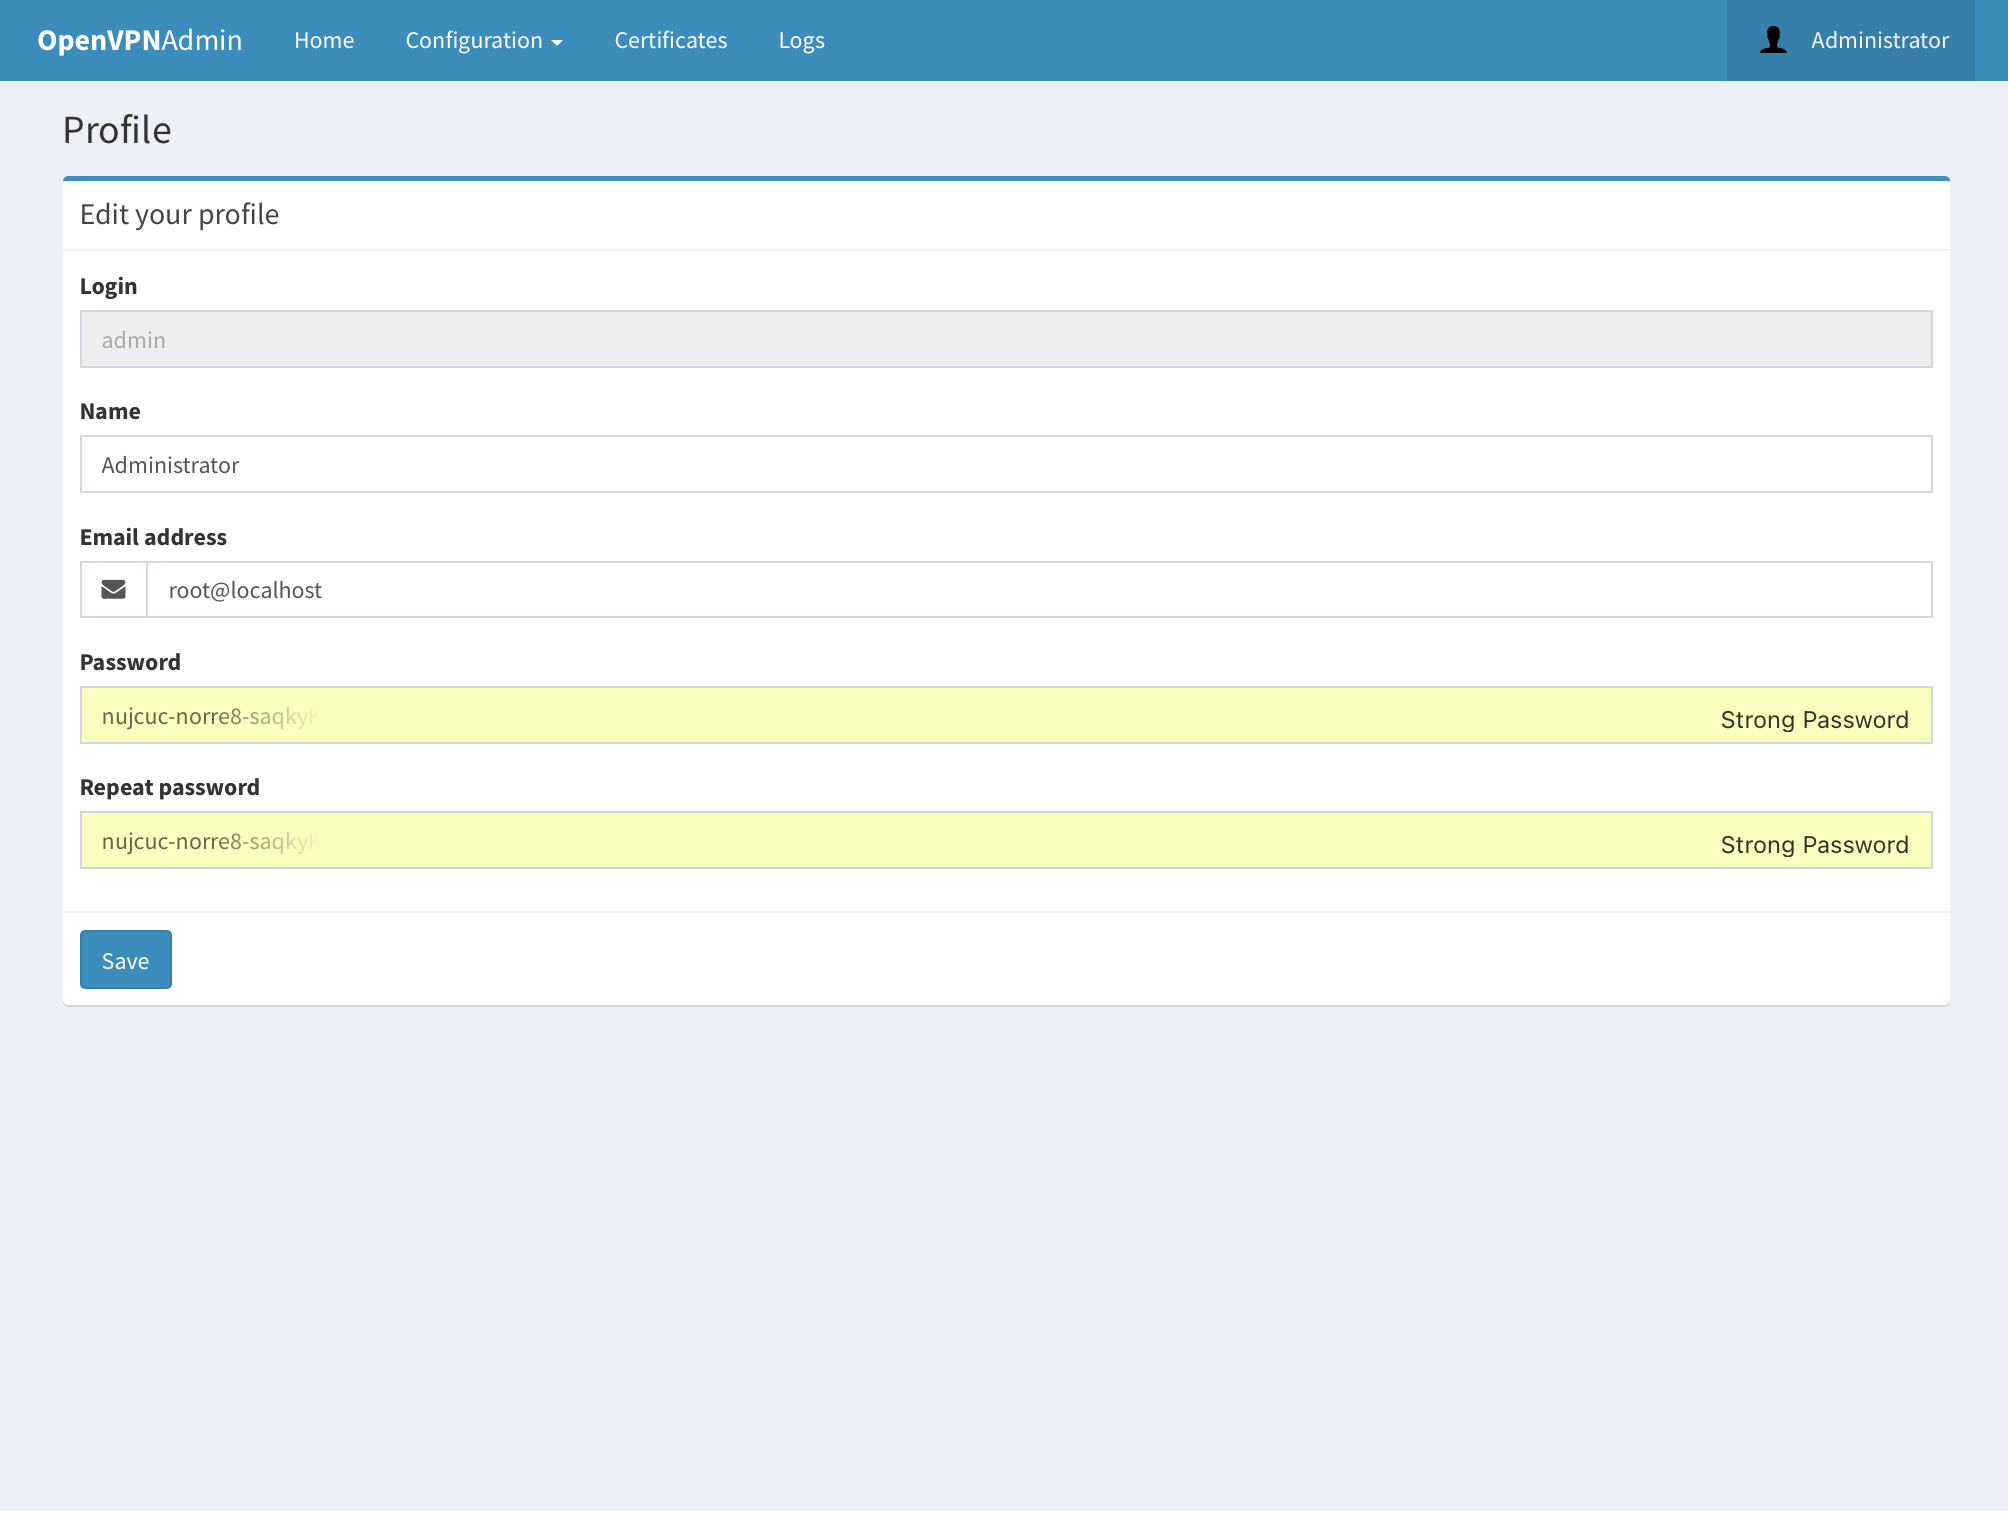 OpenVPNAdmin Home Configuration Certificates Logs Administrator
Profile
Edit your profile
Login
admin
Name
Administrator
Email address
root@localhost
Password
nujcuc-norre8-saqkyK Strong Password
Repeat password
nujcuc-norre8-saqkyK Strong Password
Save